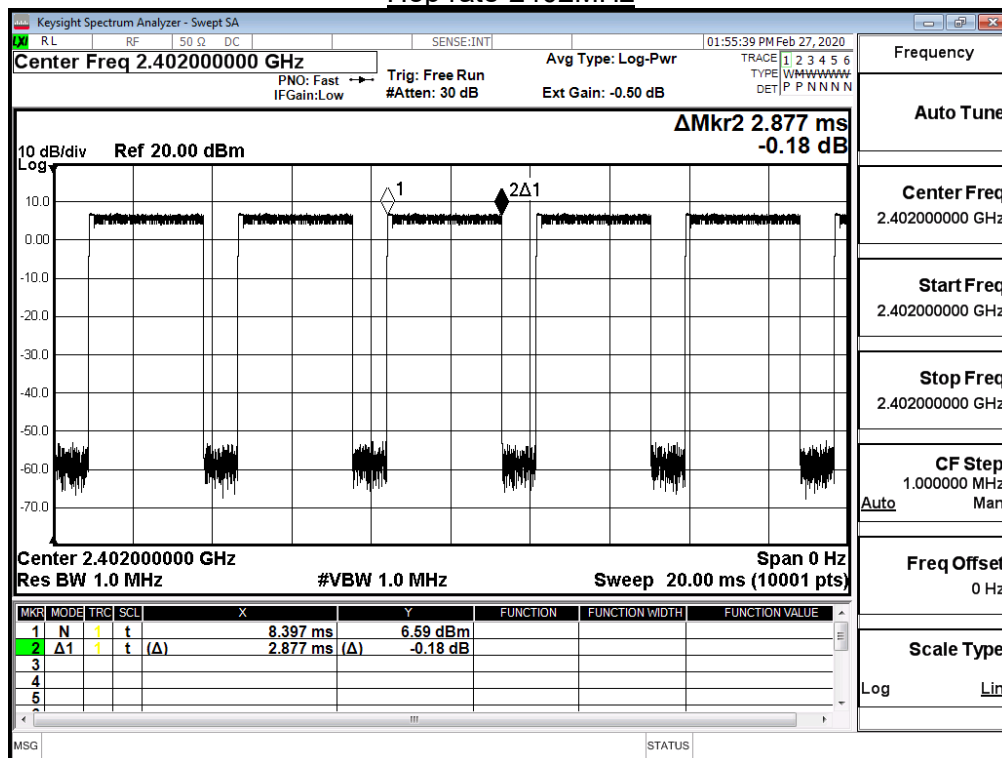 Hop rate 2402MHz
Keysight Spectrum Analyzer - Swept SA
LXI RL RF 50 Ω DC SENSE:INT 01:55:39 PM Feb 27, 2020
Center Freq 2.402000000 GHz
Avg Type: Log-Pwr
TRACE 1 2 3 4 5 6
PNO: Fast
Trig: Free Run
TYPE WMWWWW
IFGain:Low
#Atten: 30 dB
Ext Gain: -0.50 dB
DET P P N N N N
ΔMkr2 2.877 ms
-0.18 dB
10 dB/div Ref 20.00 dBm
Log
10.0
0.00
-10.0
-20.0
-30.0
-40.0
-50.0
-60.0
-70.0
1
2Δ1
Center 2.402000000 GHz Span 0 Hz
Res BW 1.0 MHz #VBW 1.0 MHz Sweep 20.00 ms (10001 pts)
MKR MODE TRC SCL X Y FUNCTION FUNCTION WIDTH FUNCTION VALUE
1 N 1 t 8.397 ms 6.59 dBm
2 Δ1 1 t (Δ) 2.877 ms (Δ) -0.18 dB
3
4
5
MSG STATUS
Frequency
Auto Tune
Center Freq
2.402000000 GHz
Start Freq
2.402000000 GHz
Stop Freq
2.402000000 GHz
CF Step
1.000000 MHz
Auto Man
Freq Offset
0 Hz
Scale Type
Log Lin